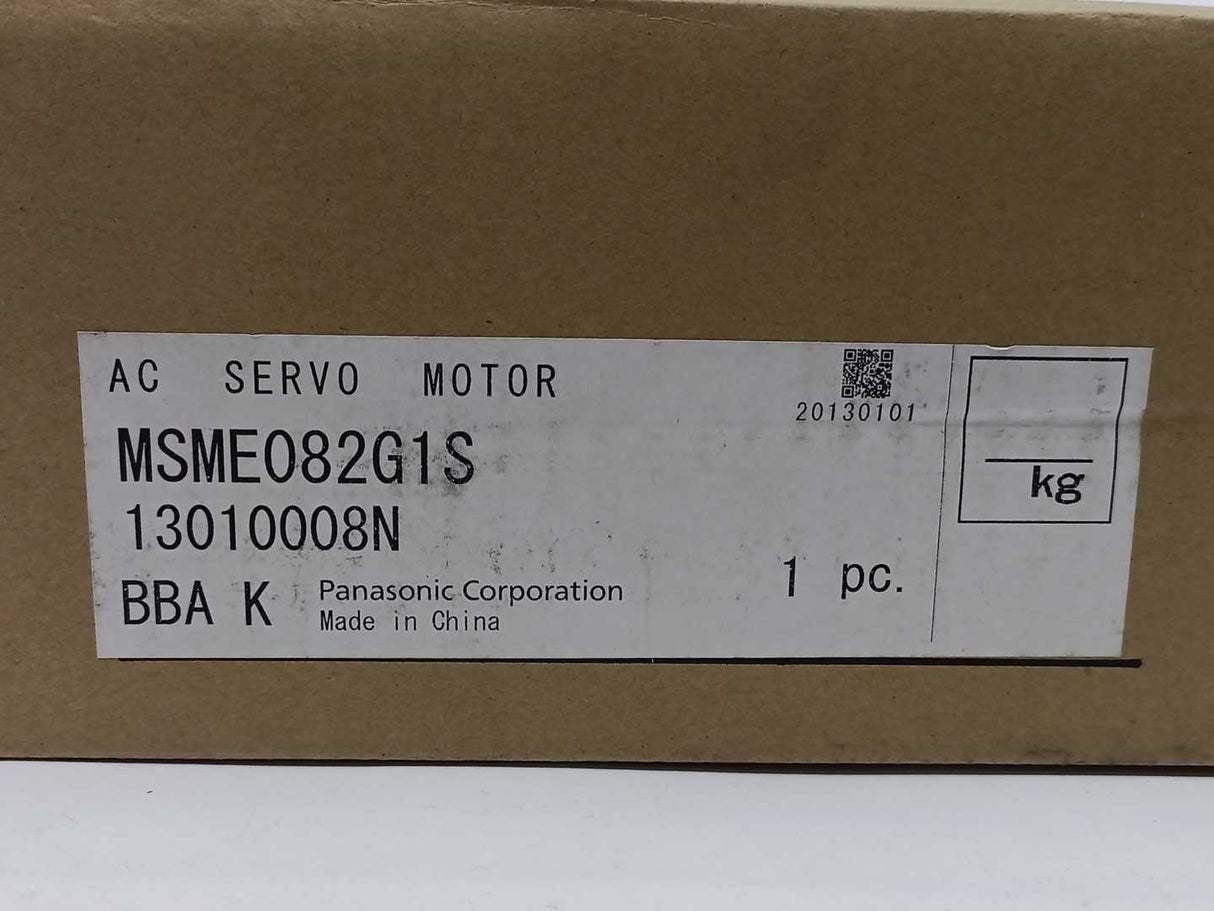 AC SERVO MOTOR
20130101
MSME082G1S
kg
13010008N
1 pc.
BBA K Panasonic Corporation
Made in China